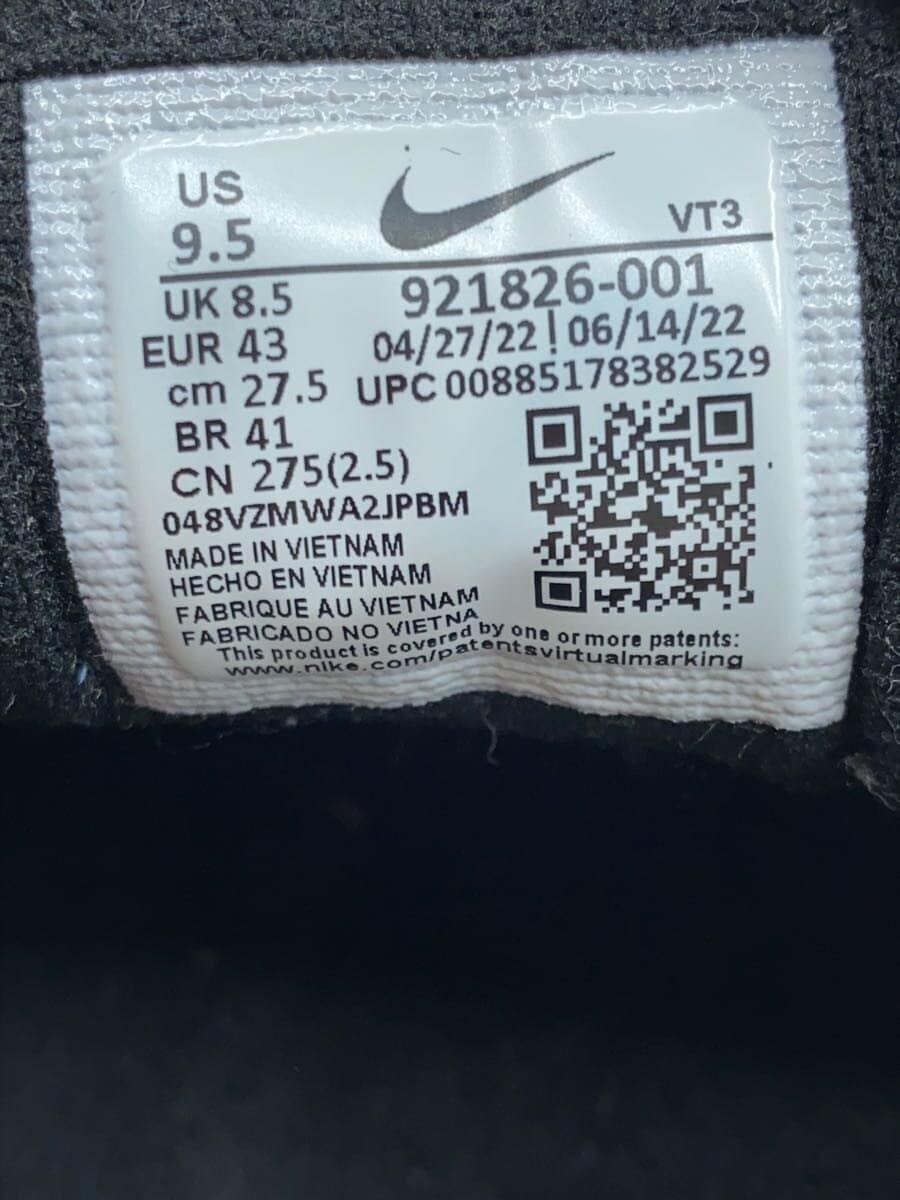 US
9.5
VT3
UK 8.5
921826-001
EUR 43
04/27/22 | 06/14/22
cm 27.5
UPC 00885178382529
BR 41
CN 275(2.5)
048VZMWA2JPBM
MADE IN VIETNAM
HECHO EN VIETNAM
FABRIQUE AU VIETNAM
FABRICADO NO VIETNA
This product is covered by one or more patents:
www.nike.com/patentsvirtualmarking